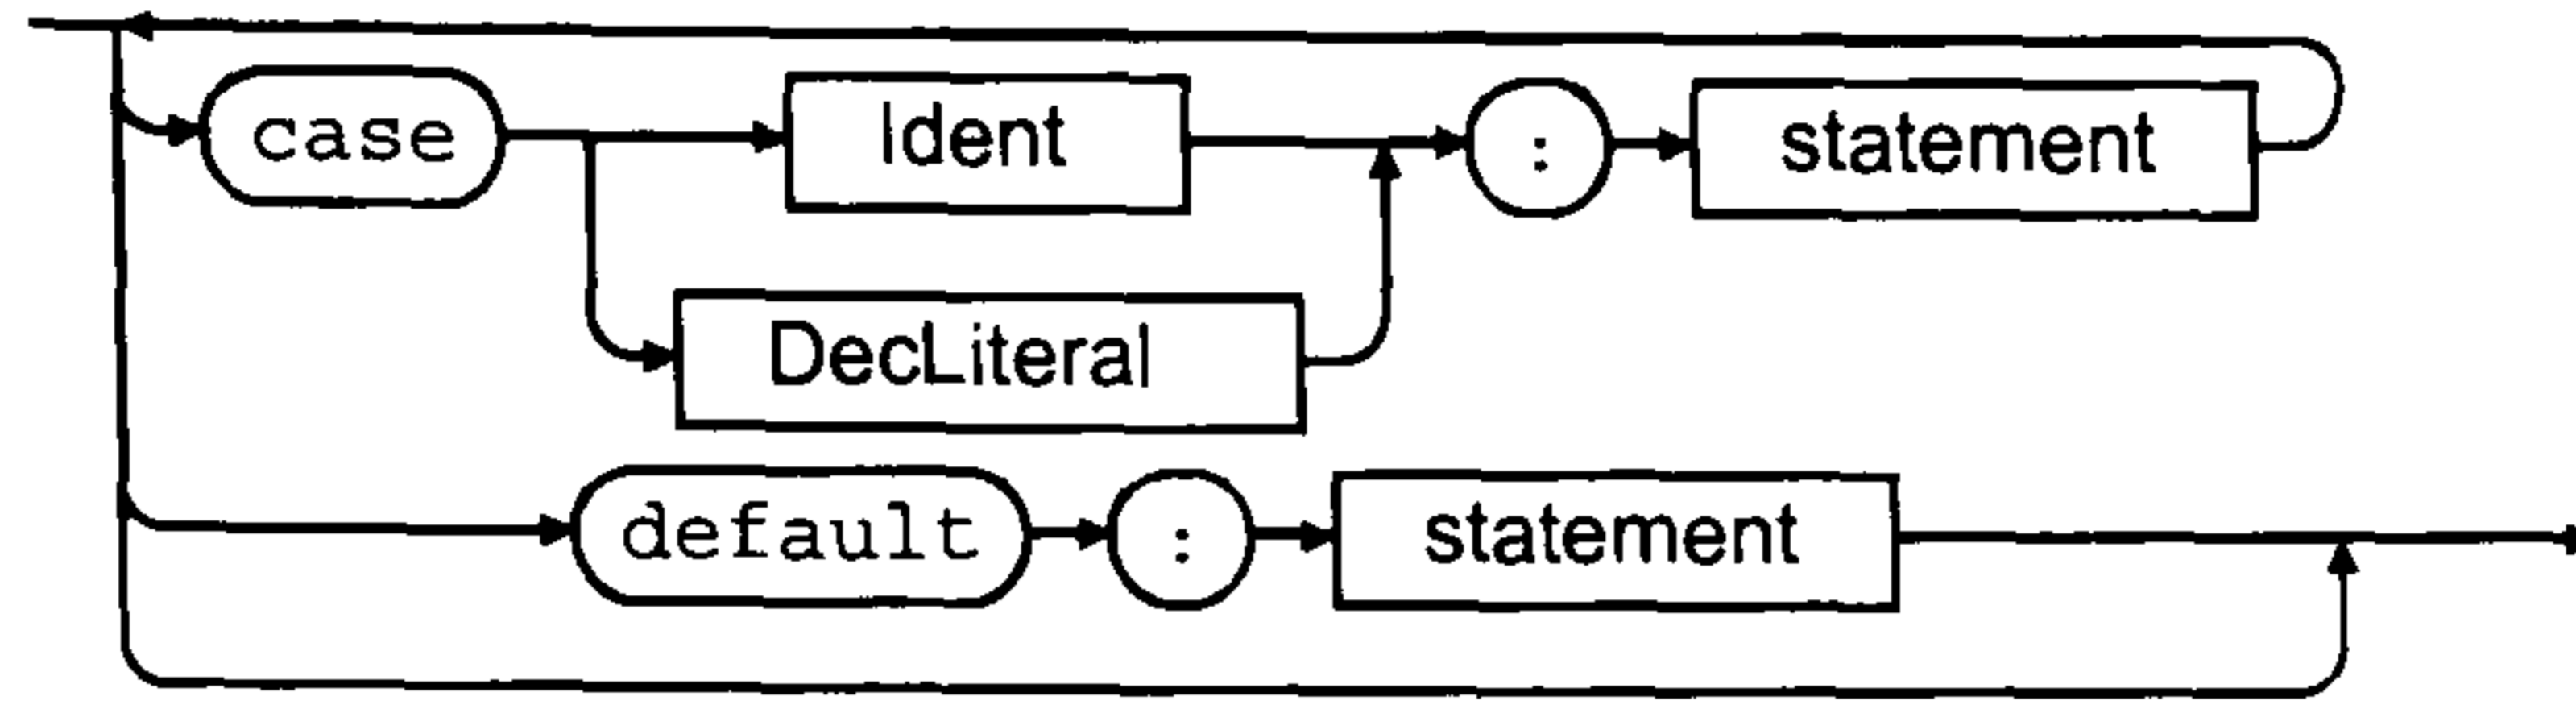 case Ident : statement
DecLiteral
default : statement